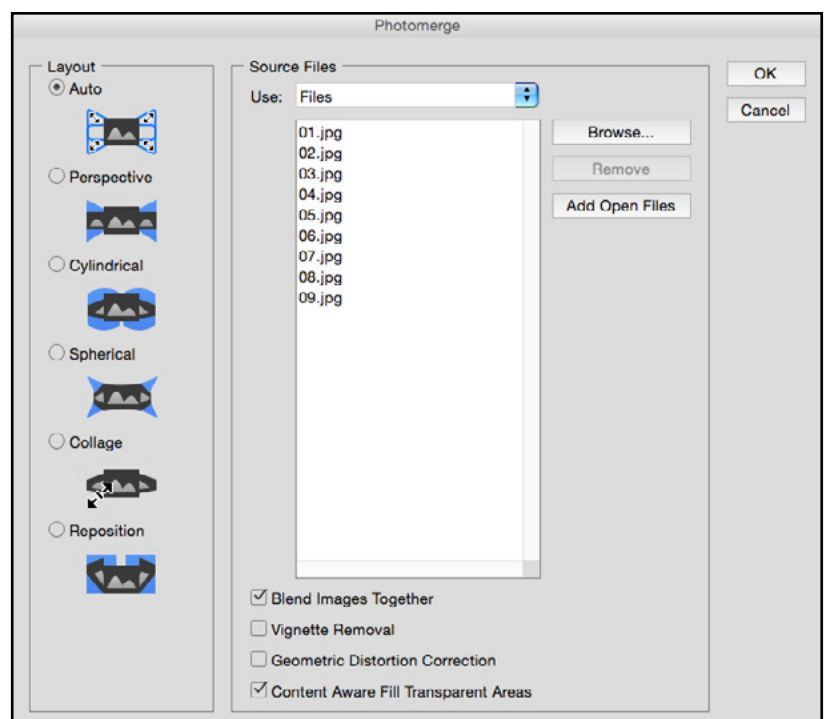 Photomerge
Layout
Auto
Perspective
Cylindrical
Spherical
Collage
Reposition
Source Files
Use: Files
01.jpg
02.jpg
03.jpg
04.jpg
05.jpg
06.jpg
07.jpg
08.jpg
09.jpg
Browse...
Remove
Add Open Files
Blend Images Together
Vignette Removal
Geometric Distortion Correction
Content Aware Fill Transparent Areas
OK
Cancel